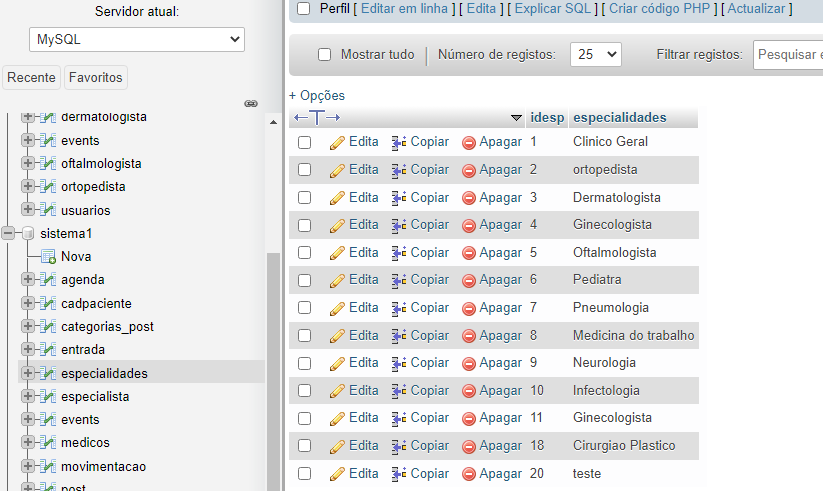 Servidor atual:
MySQL
Recente Favoritos
dermatologista
events
oftalmologista
ortopedista
usuarios
sistema1
Nova
agenda
cadpaciente
categorias_post
entrada
especialidades
especialista
events
medicos
movimentacao
post
Perfil [ Editar em linha ] [ Edita ] [ Explicar SQL ] [ Criar código PHP ] [ Actualizar ]
Mostrar tudo Número de registos: 25 Filtrar registos: Pesquisar
+ Opções
idesp especialidades
Edita Copiar Apagar 1 Clinico Geral
Edita Copiar Apagar 2 ortopedista
Edita Copiar Apagar 3 Dermatologista
Edita Copiar Apagar 4 Ginecologista
Edita Copiar Apagar 5 Oftalmologista
Edita Copiar Apagar 6 Pediatra
Edita Copiar Apagar 7 Pneumologia
Edita Copiar Apagar 8 Medicina do trabalho
Edita Copiar Apagar 9 Neurologia
Edita Copiar Apagar 10 Infectologia
Edita Copiar Apagar 11 Ginecologista
Edita Copiar Apagar 18 Cirurgiao Plastico
Edita Copiar Apagar 20 teste